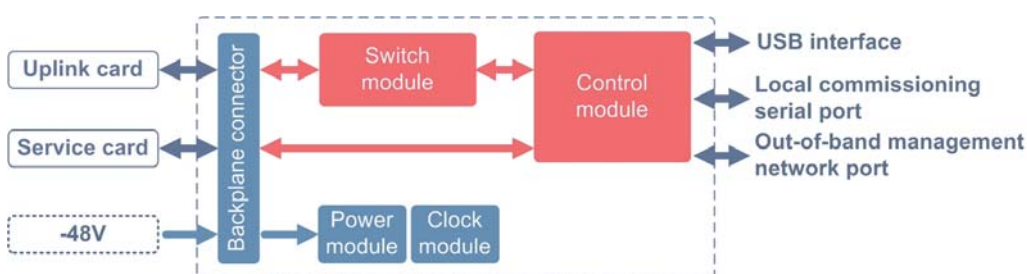 Uplink card
Service card
-48V
Backplane connector
Switch
module
Power
module
Clock
module
Control
module
USB interface
Local commissioning
serial port
Out-of-band management
network port